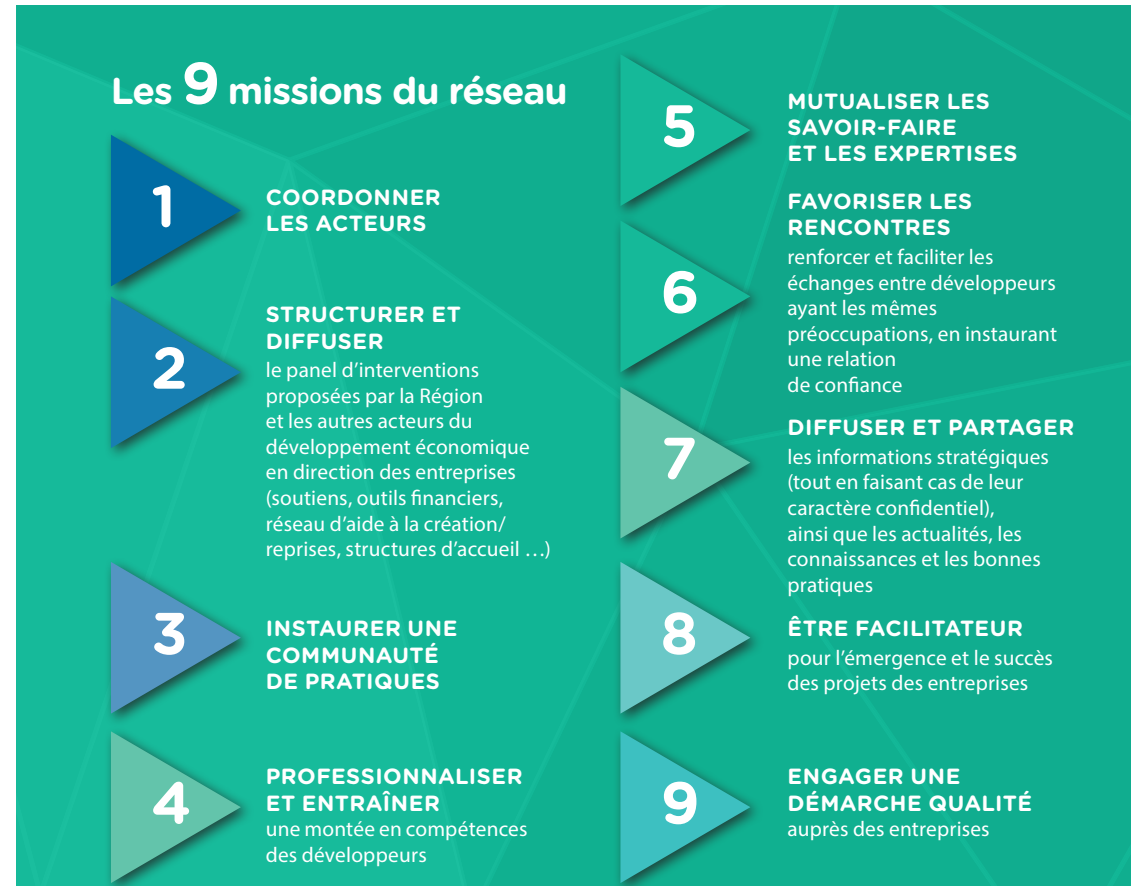 Les 9 missions du réseau
1
COORDONNER
LES ACTEURS
2
STRUCTURER ET
DIFFUSER
le panel d’interventions
proposées par la Région
et les autres acteurs du
développement économique
en direction des entreprises
(soutiens, outils financiers,
réseau d’aide à la création/
reprises, structures d’accueil …)
3
INSTAURER UNE
COMMUNAUTÉ
DE PRATIQUES
4
PROFESSIONNALISER
ET ENTRAÎNER
une montée en compétences
des développeurs
5
MUTUALISER LES
SAVOIR-FAIRE
ET LES EXPERTISES
6
FAVORISER LES
RENCONTRES
renforcer et faciliter les
échanges entre développeurs
ayant les mêmes
préoccupations, en instaurant
une relation
de confiance
7
DIFFUSER ET PARTAGER
les informations stratégiques
(tout en faisant cas de leur
caractère confidentiel),
ainsi que les actualités, les
connaissances et les bonnes
pratiques
8
ÊTRE FACILITATEUR
pour l’émergence et le succès
des projets des entreprises
9
ENGAGER UNE
DÉMARCHE QUALITÉ
auprès des entreprises